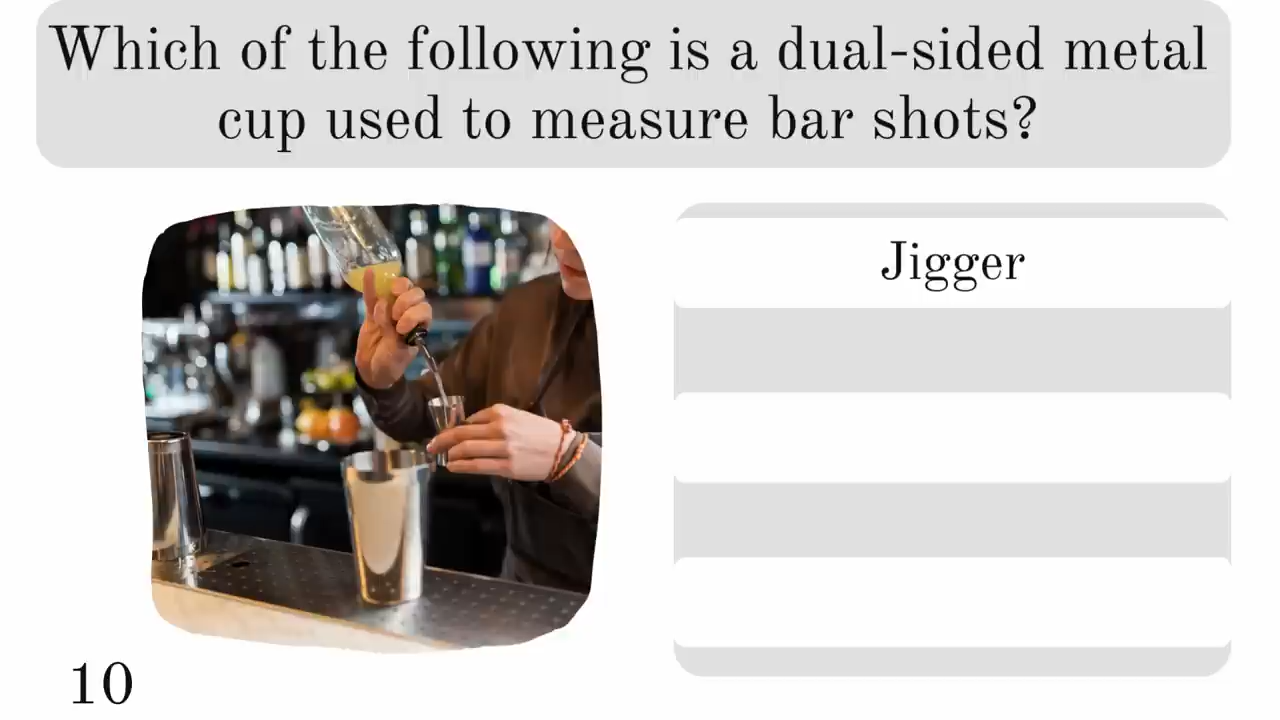 Which of the following is a dual-sided metal
cup used to measure bar shots?
Jigger
10